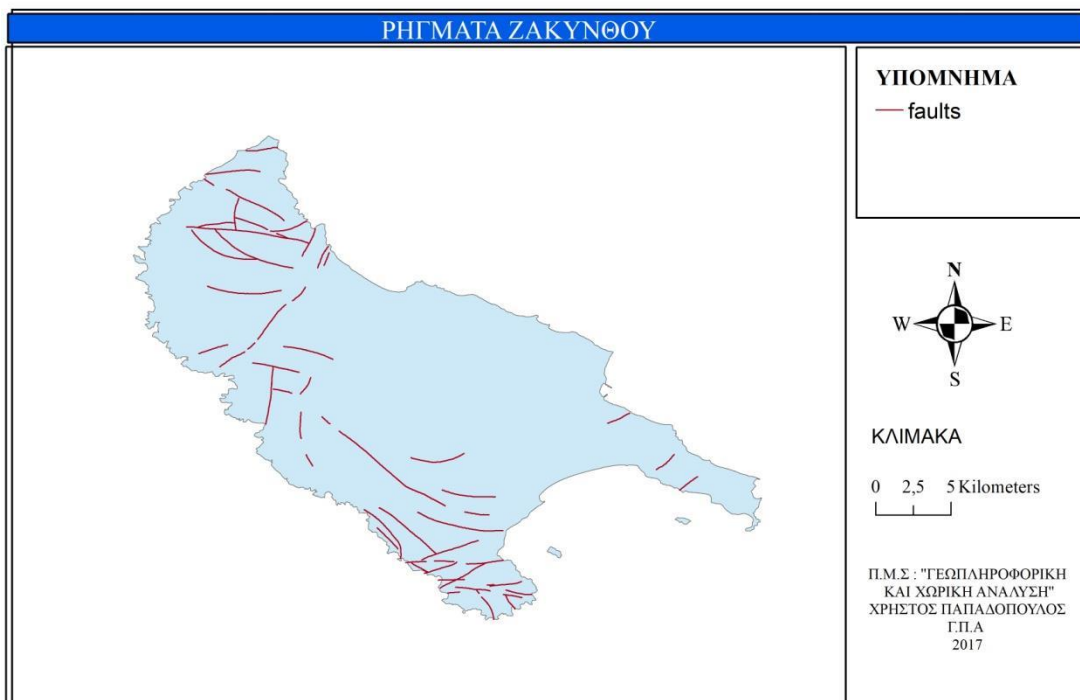 ΡΗΓΜΑΤΑ ΖΑΚΥΝΘΟΥ
ΥΠΟΜΝΗΜΑ
faults
N
W E
S
ΚΛΙΜΑΚΑ
0 2,5 5 Kilometers
Π.Μ.Σ : "ΓΕΩΠΛΗΡΟΦΟΡΙΚΗ
ΚΑΙ ΧΩΡΙΚΗ ΑΝΑΛΥΣΗ"
ΧΡΗΣΤΟΣ ΠΑΠΑΔΟΠΟΥΛΟΣ
Γ.Π.Α
2017